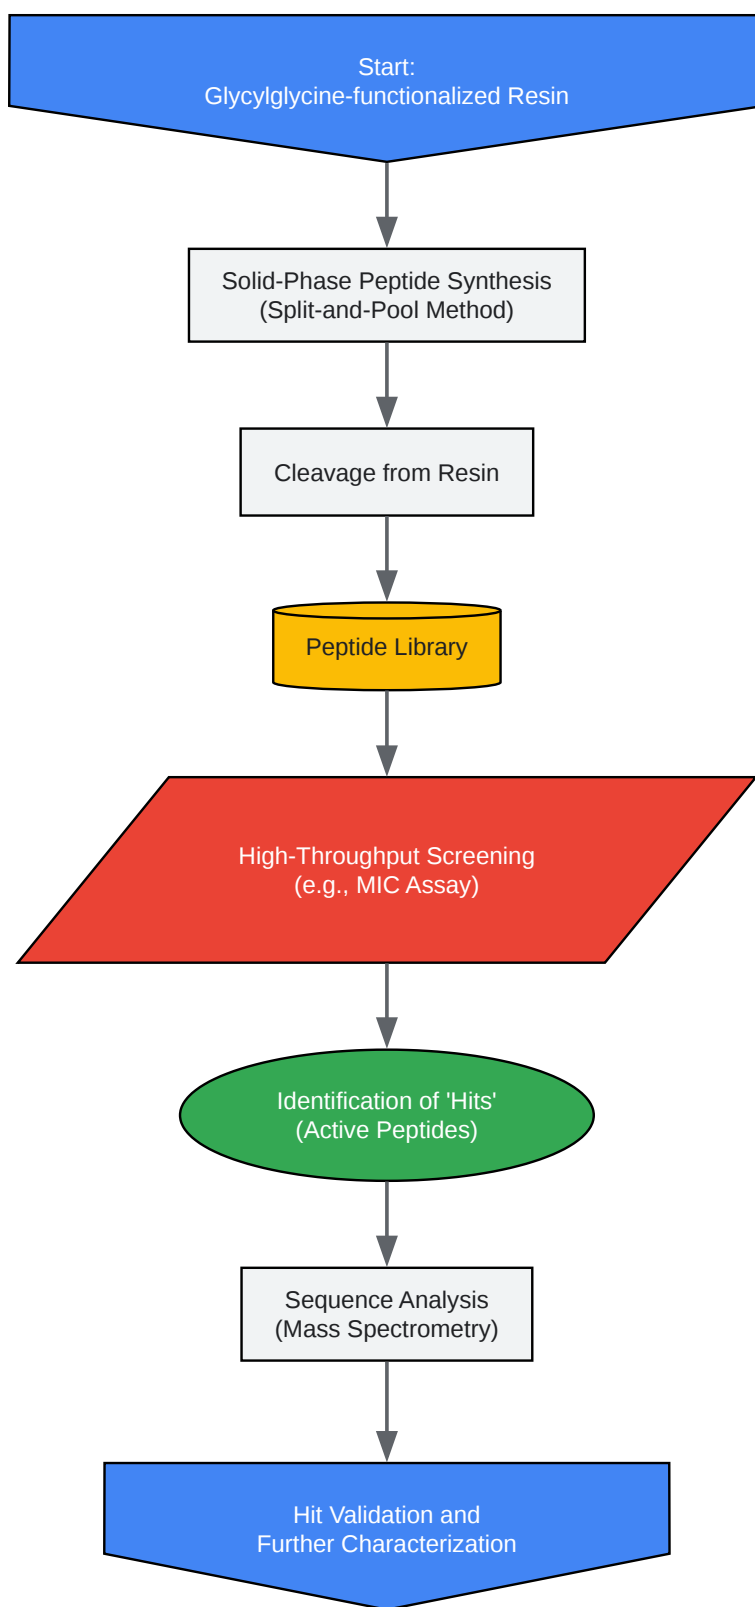 Start:
Glycylglycine-functionalized Resin
Solid-Phase Peptide Synthesis
(Split-and-Pool Method)
Cleavage from Resin
Peptide Library
High-Throughput Screening
(e.g., MIC Assay)
Identification of 'Hits'
(Active Peptides)
Sequence Analysis
(Mass Spectrometry)
Hit Validation and
Further Characterization